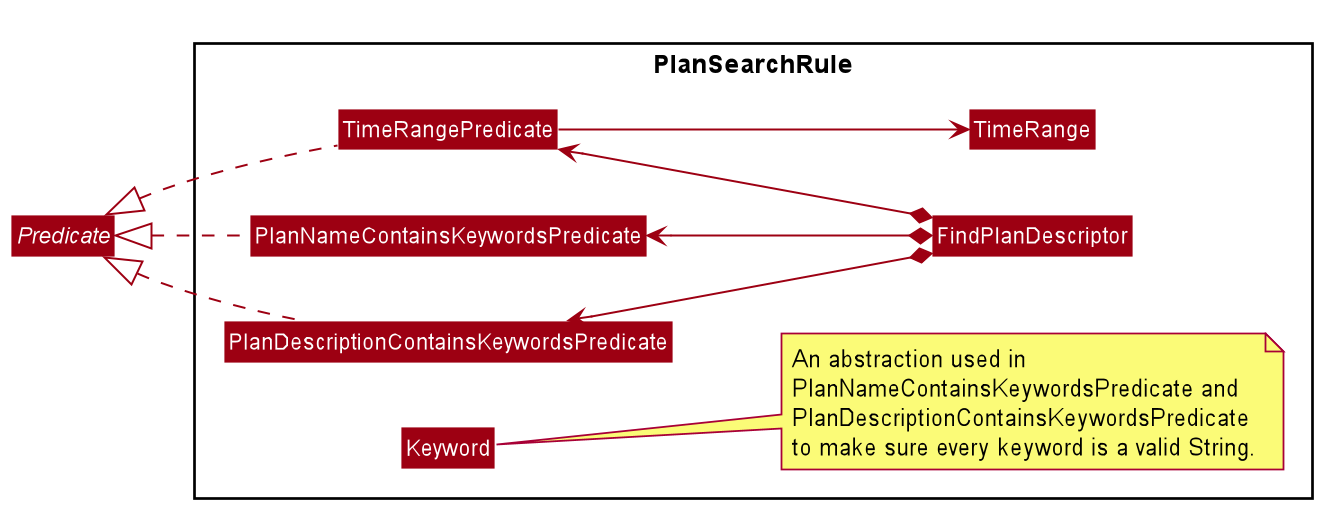 PlanSearchRule
TimeRangePredicate
TimeRange
Predicate
PlanNameContainsKeywordsPredicate
FindPlanDescriptor
PlanDescriptionContainsKeywordsPredicate
An abstraction used in
PlanNameContainsKeywordsPredicate and
PlanDescriptionContainsKeywordsPredicate
to make sure every keyword is a valid String.
Keyword